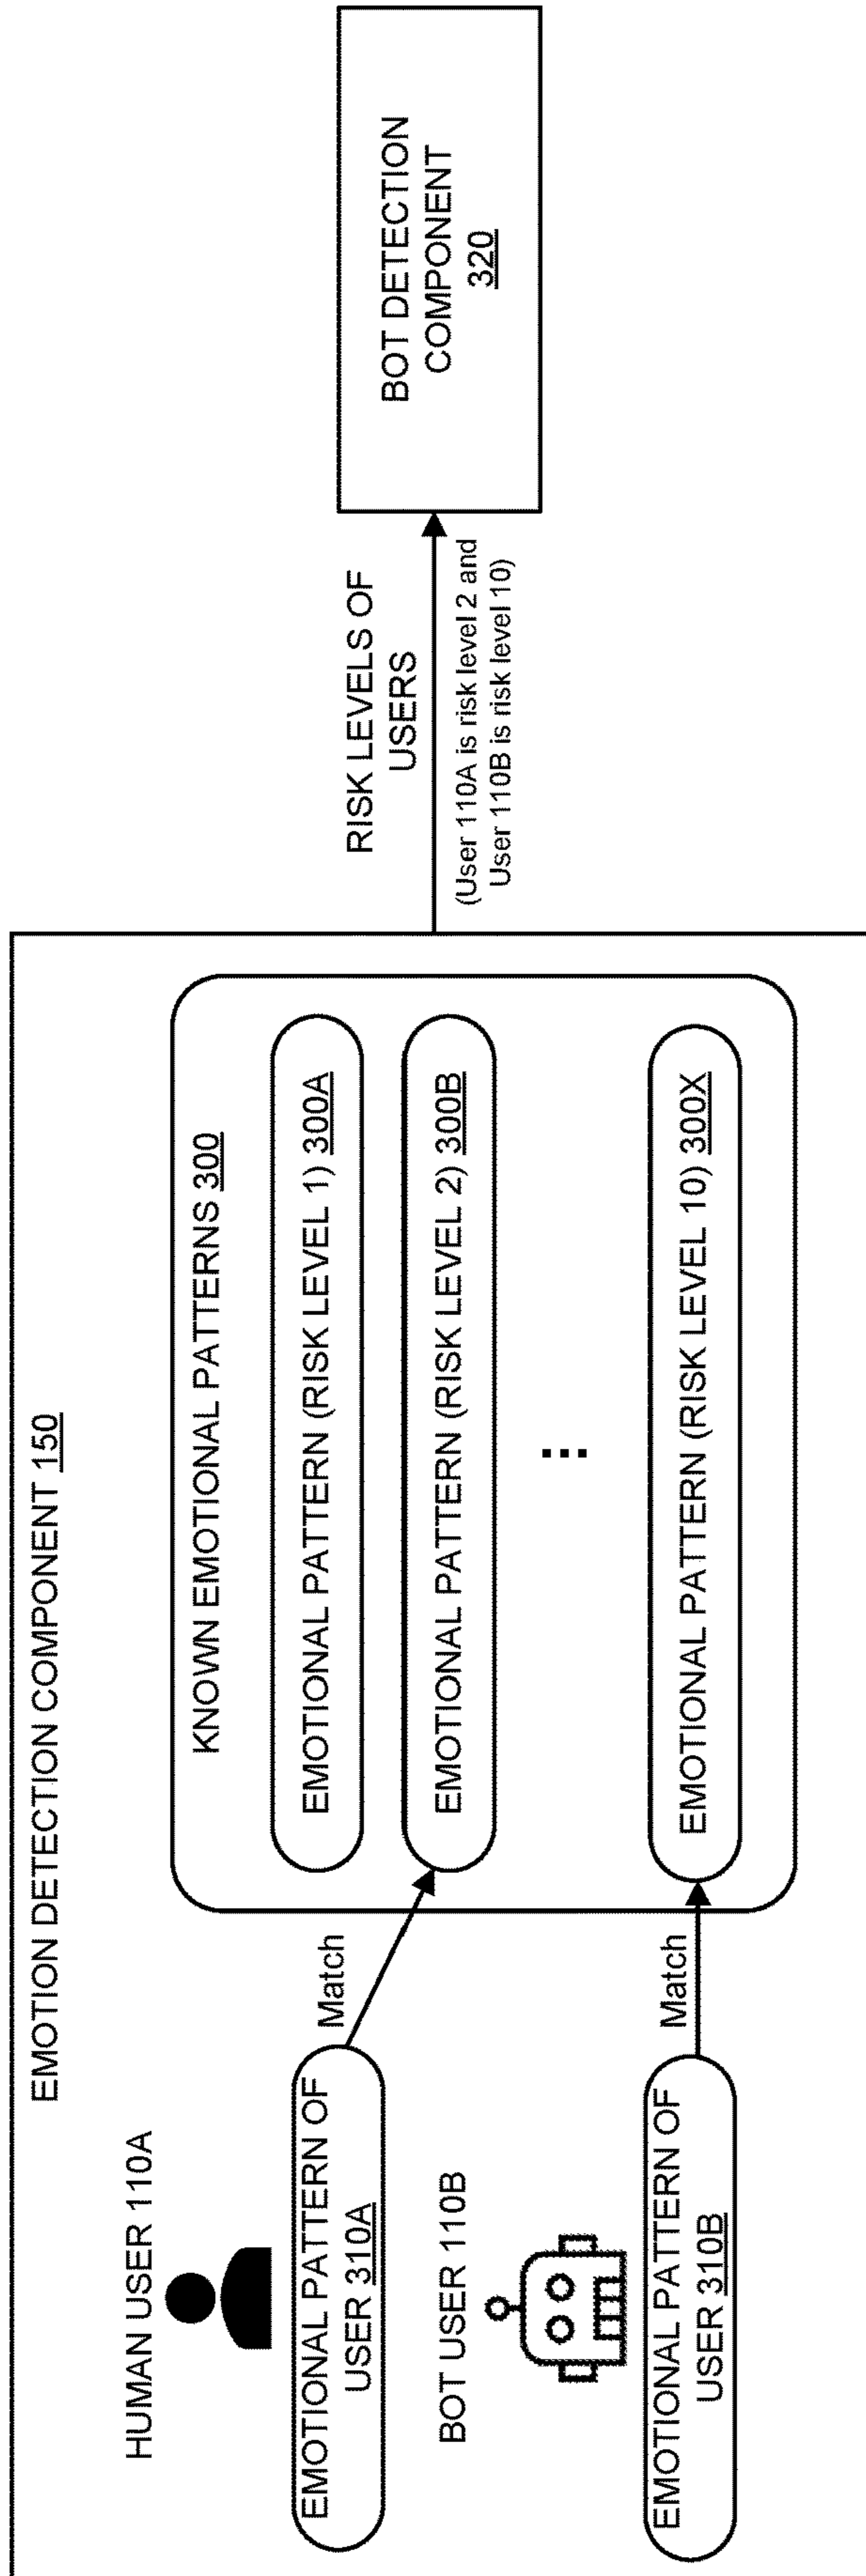 EMOTION DETECTION COMPONENT 150
HUMAN USER 110A
EMOTIONAL PATTERN OF
USER 310A
Match
BOT USER 110B
EMOTIONAL PATTERN OF
USER 310B
Match
KNOWN EMOTIONAL PATTERNS 300
EMOTIONAL PATTERN (RISK LEVEL 1) 300A
EMOTIONAL PATTERN (RISK LEVEL 2) 300B
...
EMOTIONAL PATTERN (RISK LEVEL 10) 300X
RISK LEVELS OF
USERS
(User 110A is risk level 2 and
User 110B is risk level 10)
BOT DETECTION
COMPONENT
320